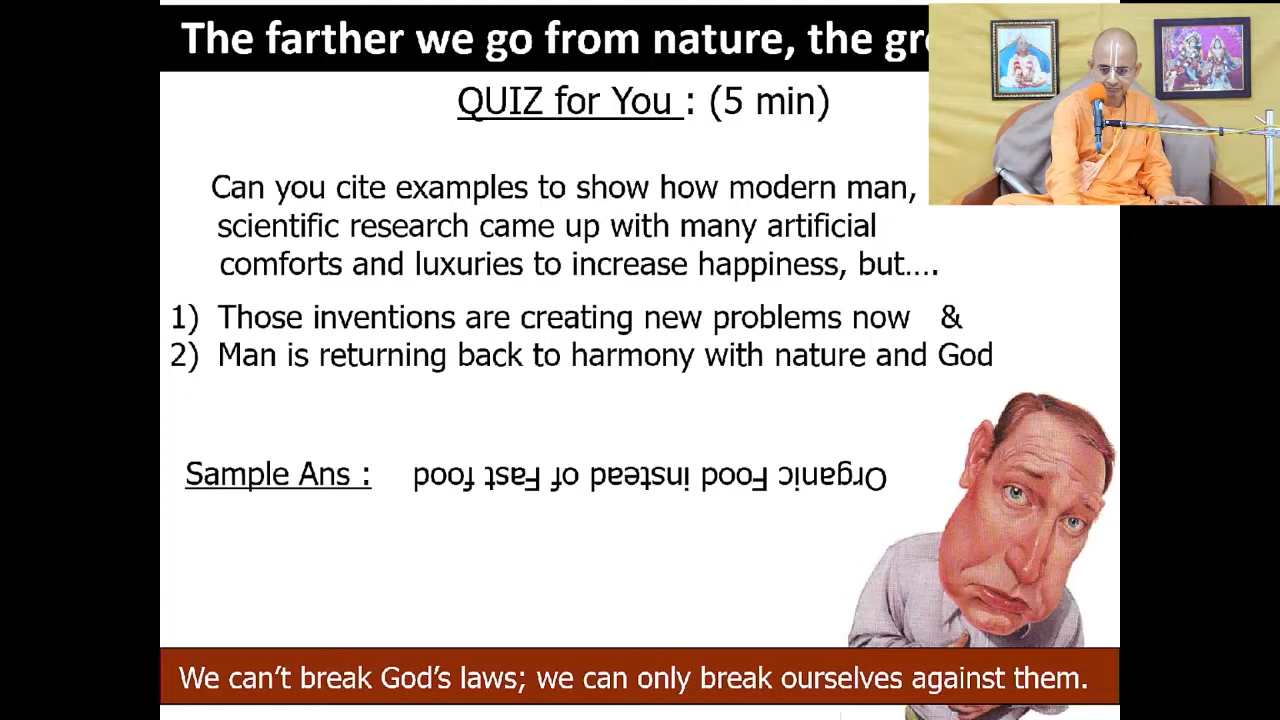 The farther we go from nature, the
QUIZ for You : (5 min)
Can you cite examples to show how modern man,
scientific research came up with many artificial
comforts and luxuries to increase happiness, but....
1) Those inventions are creating new problems now &
2) Man is returning back to harmony with nature and God
Sample Ans : Organic Food instead of Fast food
We can't break God's laws; we can only break ourselves against them.